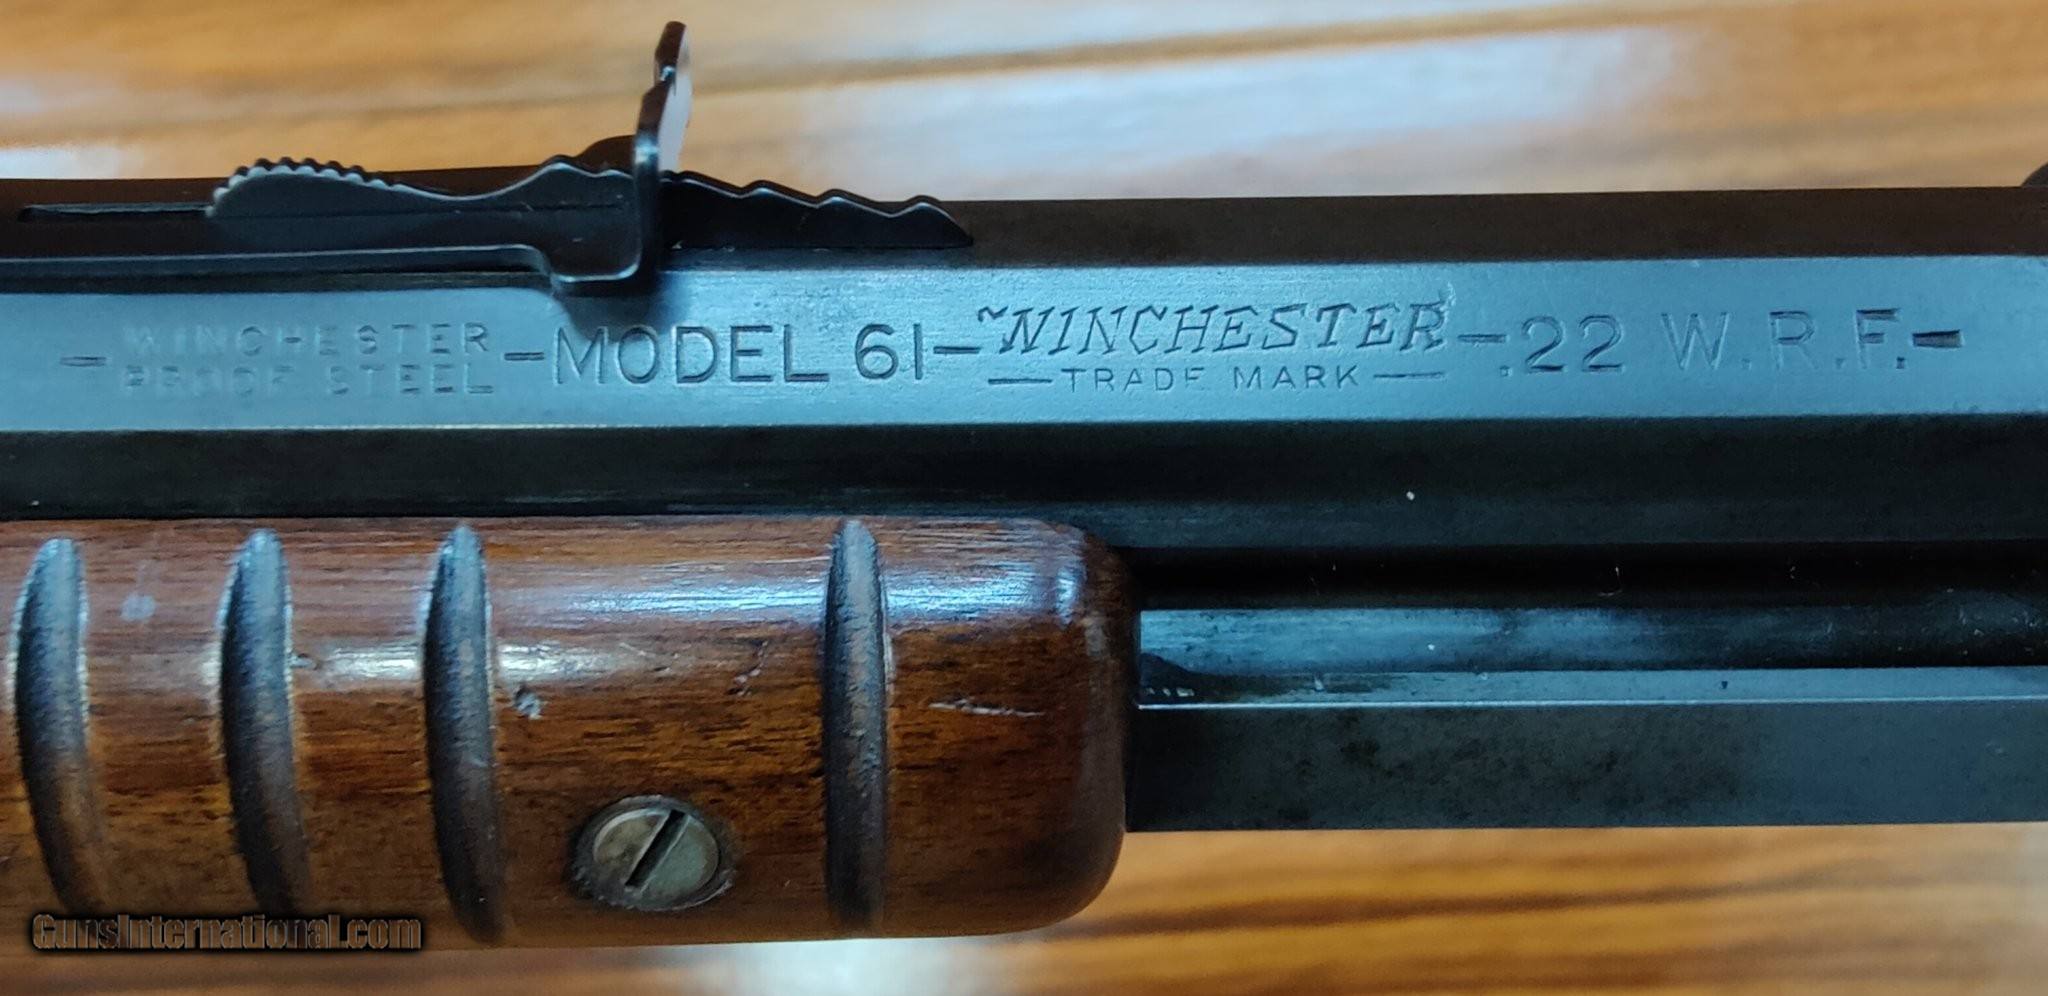 WINCHESTER
PROOF STEEL
-MODEL 61-
WINCHESTER
-TRADE MARK-
-.22 W.R.F.-
GunsInternational.com